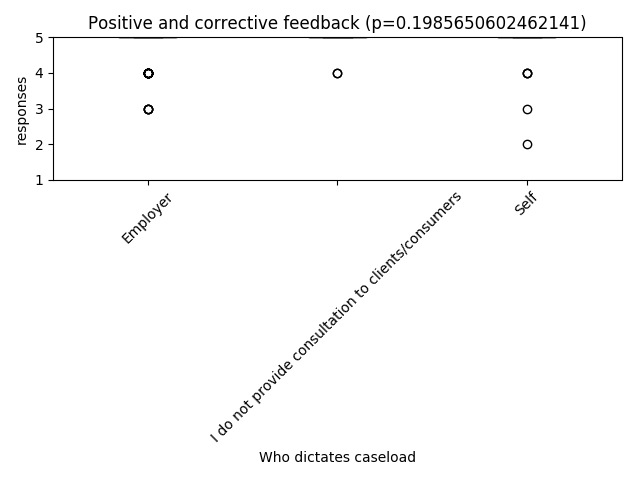 Positive and corrective feedback (p=0.1985650602462141)
5
4
3
2
1
responses
Employer
I do not provide consultation to clients/consumers
Self
Who dictates caseload